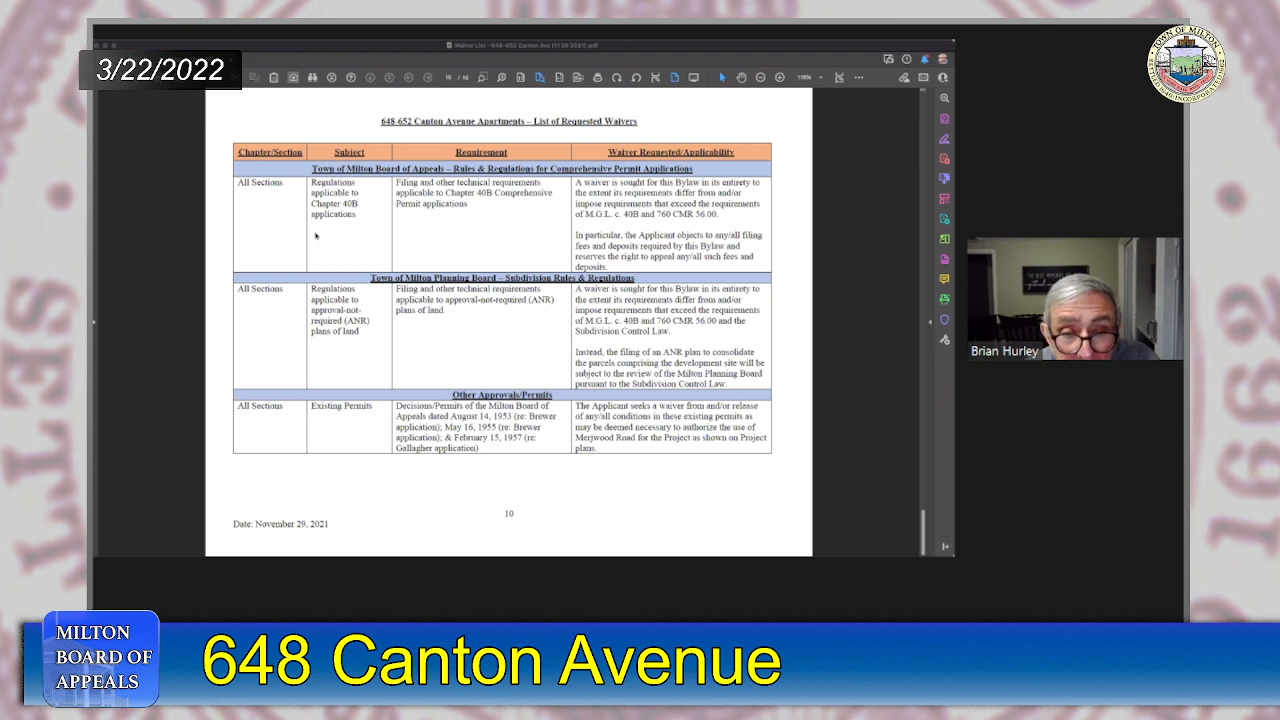 3/22/2022
Waiver List - 648-652 Canton Ave (11 29 2021).pdf
10 / 10
115%
648-652 Canton Avenue Apartments – List of Requested Waivers
Chapter/Section Subject Requirement Waiver Requested/Applicability
Town of Milton Board of Appeals – Rules & Regulations for Comprehensive Permit Applications
All Sections
Regulations
applicable to
Chapter 40B
applications
Filing and other technical requirements
applicable to Chapter 40B Comprehensive
Permit applications
A waiver is sought for this Bylaw in its entirety to
the extent its requirements differ from and/or
impose requirements that exceed the requirements
of M.G.L. c. 40B and 760 CMR 56.00.
In particular, the Applicant objects to any/all filing
fees and deposits required by this Bylaw and
reserves the right to appeal any/all such fees and
deposits.
Town of Milton Planning Board – Subdivision Rules & Regulations
All Sections
Regulations
applicable to
approval-not-
required (ANR)
plans of land
Filing and other technical requirements
applicable to approval-not-required (ANR)
plans of land
A waiver is sought for this Bylaw in its entirety to
the extent its requirements differ from and/or
impose requirements that exceed the requirements
of M.G.L. c. 40B and 760 CMR 56.00 and the
Subdivision Control Law.
Instead, the filing of an ANR plan to consolidate
the parcels comprising the development site will be
subject to the review of the Milton Planning Board
pursuant to the Subdivision Control Law.
Other Approvals/Permits
All Sections
Existing Permits
Decisions/Permits of the Milton Board of
Appeals dated August 14, 1953 (re: Brewer
application); May 16, 1955 (re: Brewer
application); & February 15, 1957 (re:
Gallagher application)
The Applicant seeks a waiver from and/or release
of any/all conditions in these existing permits as
may be deemed necessary to authorize the use of
Merjwood Road for the Project as shown on Project
plans.
10
Date: November 29, 2021
TOWN OF MILTON
Brian Hurley
MILTON
BOARD OF
APPEALS
648 Canton Avenue